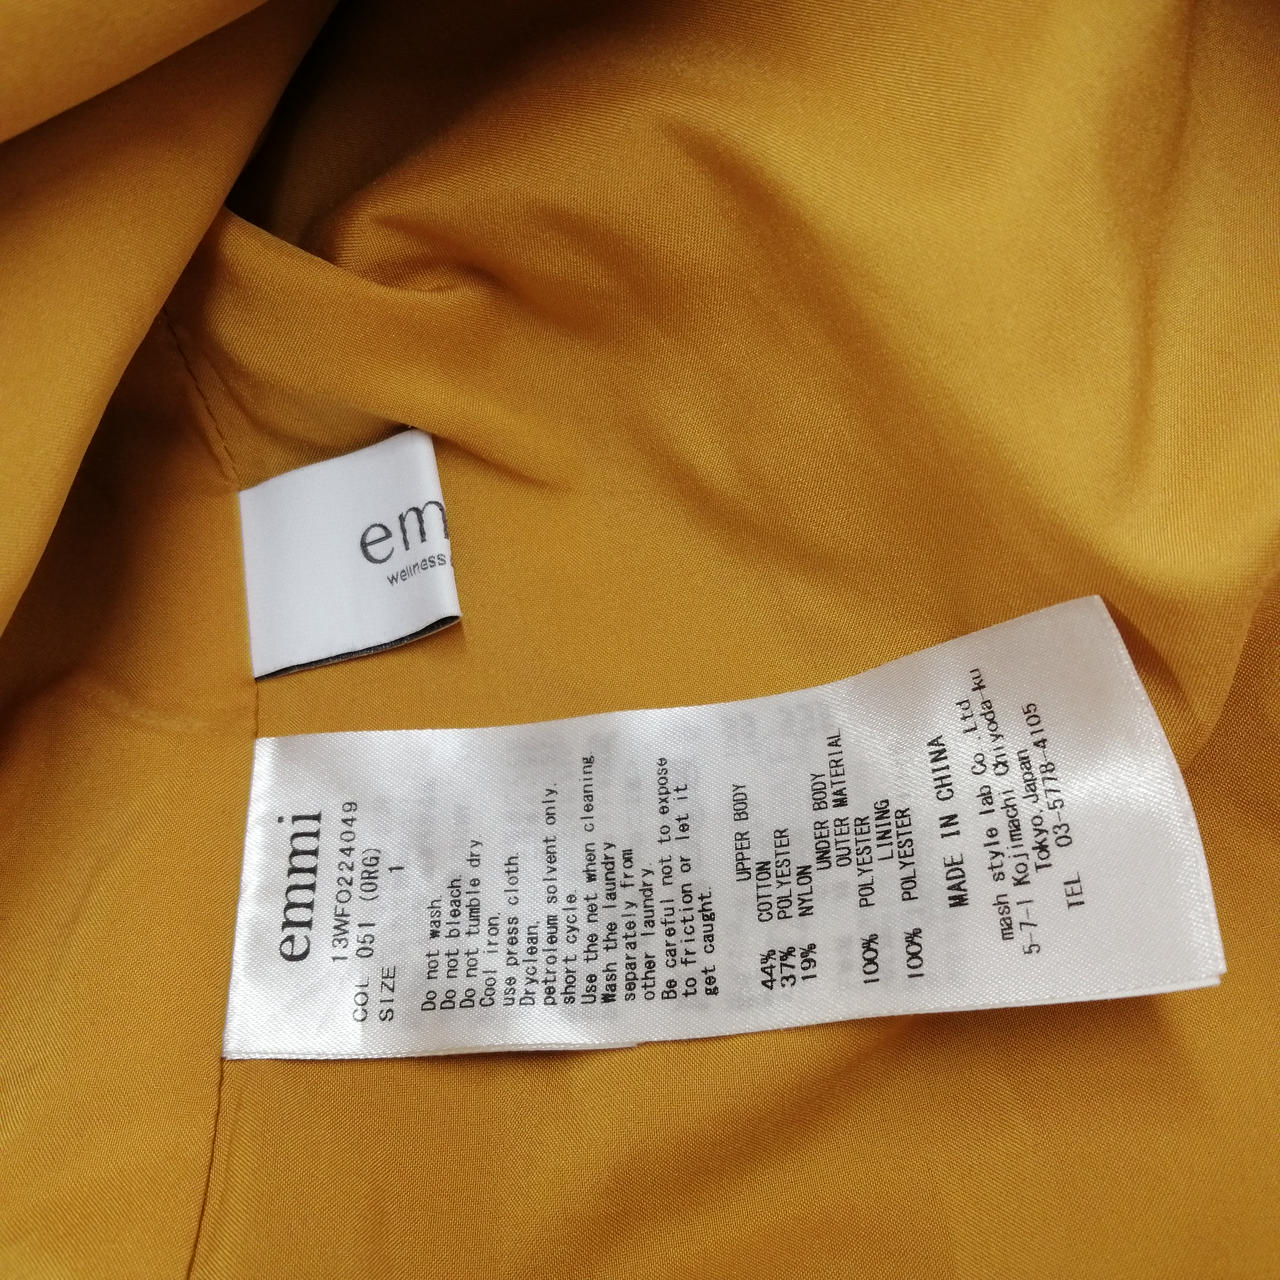 em
wellness
emmi
13WFO224049
COL 051 (ORG)
SIZE 1
Do not wash.
Do not bleach.
Do not tumble dry
Cool iron.
use press cloth.
Dryclean.
petroleum solvent only.
short cycle.
Use the net when cleaning.
Wash the laundry
separately from
other laundry.
Be careful not to expose
to friction or let it
get caught.
UPPER BODY
44% COTTON
37% POLYESTER
19% NYLON
UNDER BODY
OUTER MATERIAL
100% POLYESTER
LINING
100% POLYESTER
MADE IN CHINA
mash style lab Co.Ltd
5-7-1 Kojimachi Chiyoda-ku
Tokyo.Japan
TEL 03-5778-4105